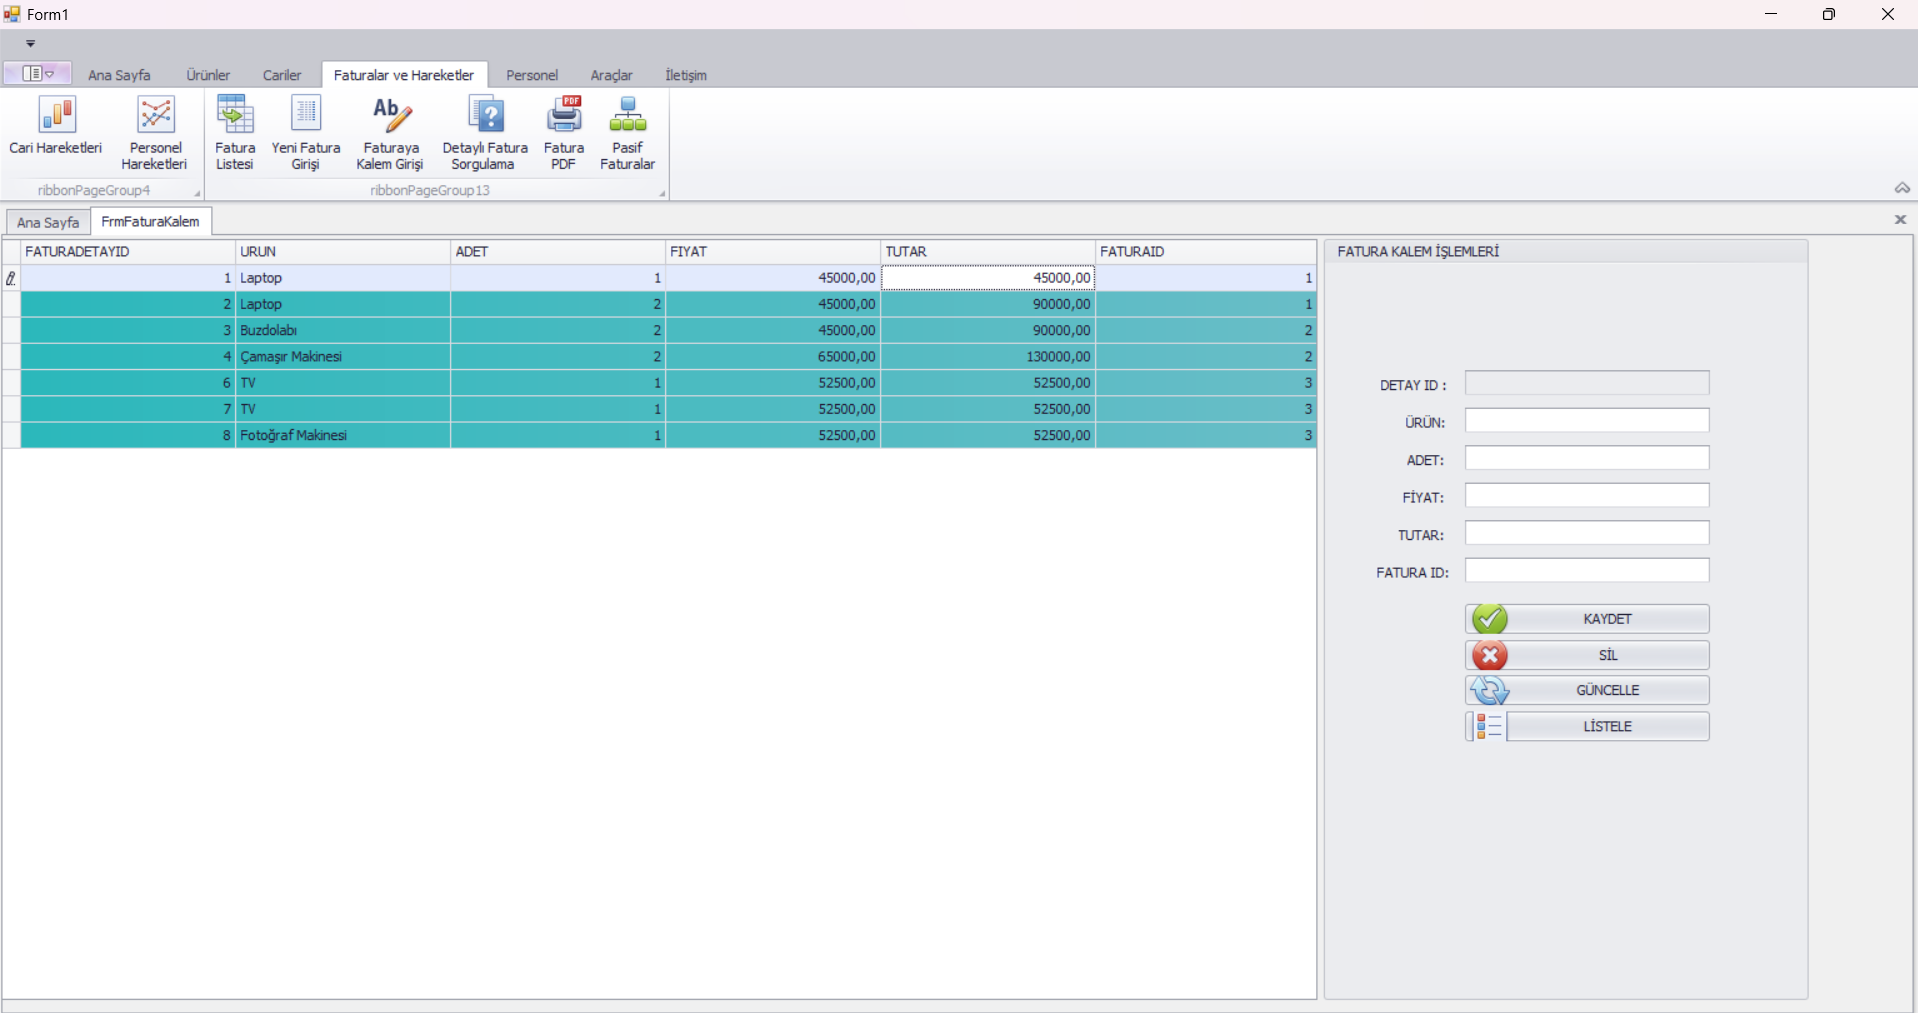 Form1
Ana Sayfa Ürünler Cariler Faturalar ve Hareketler Personel Araçlar İletişim
Cari Hareketleri
Personel
Hareketleri
Fatura
Listesi
Yeni Fatura
Girişi
Ab
Faturaya
Kalem Girişi
?
Detaylı Fatura
Sorgulama
PDF
Fatura
PDF
Pasif
Faturalar
ribbonPageGroup4
ribbonPageGroup13
Ana Sayfa FrmFaturaKalem
FATURADETAYID URUN ADET FIYAT TUTAR FATURAID
1 Laptop 1 45000,00 45000,00 1
2 Laptop 2 45000,00 90000,00 1
3 Buzdolabı 2 45000,00 90000,00 2
4 Çamaşır Makinesi 2 65000,00 130000,00 2
6 TV 1 52500,00 52500,00 3
7 TV 1 52500,00 52500,00 3
8 Fotoğraf Makinesi 1 52500,00 52500,00 3
FATURA KALEM İŞLEMLERİ
DETAY ID :
ÜRÜN:
ADET:
FİYAT:
TUTAR:
FATURA ID:
KAYDET
SİL
GÜNCELLE
LİSTELE